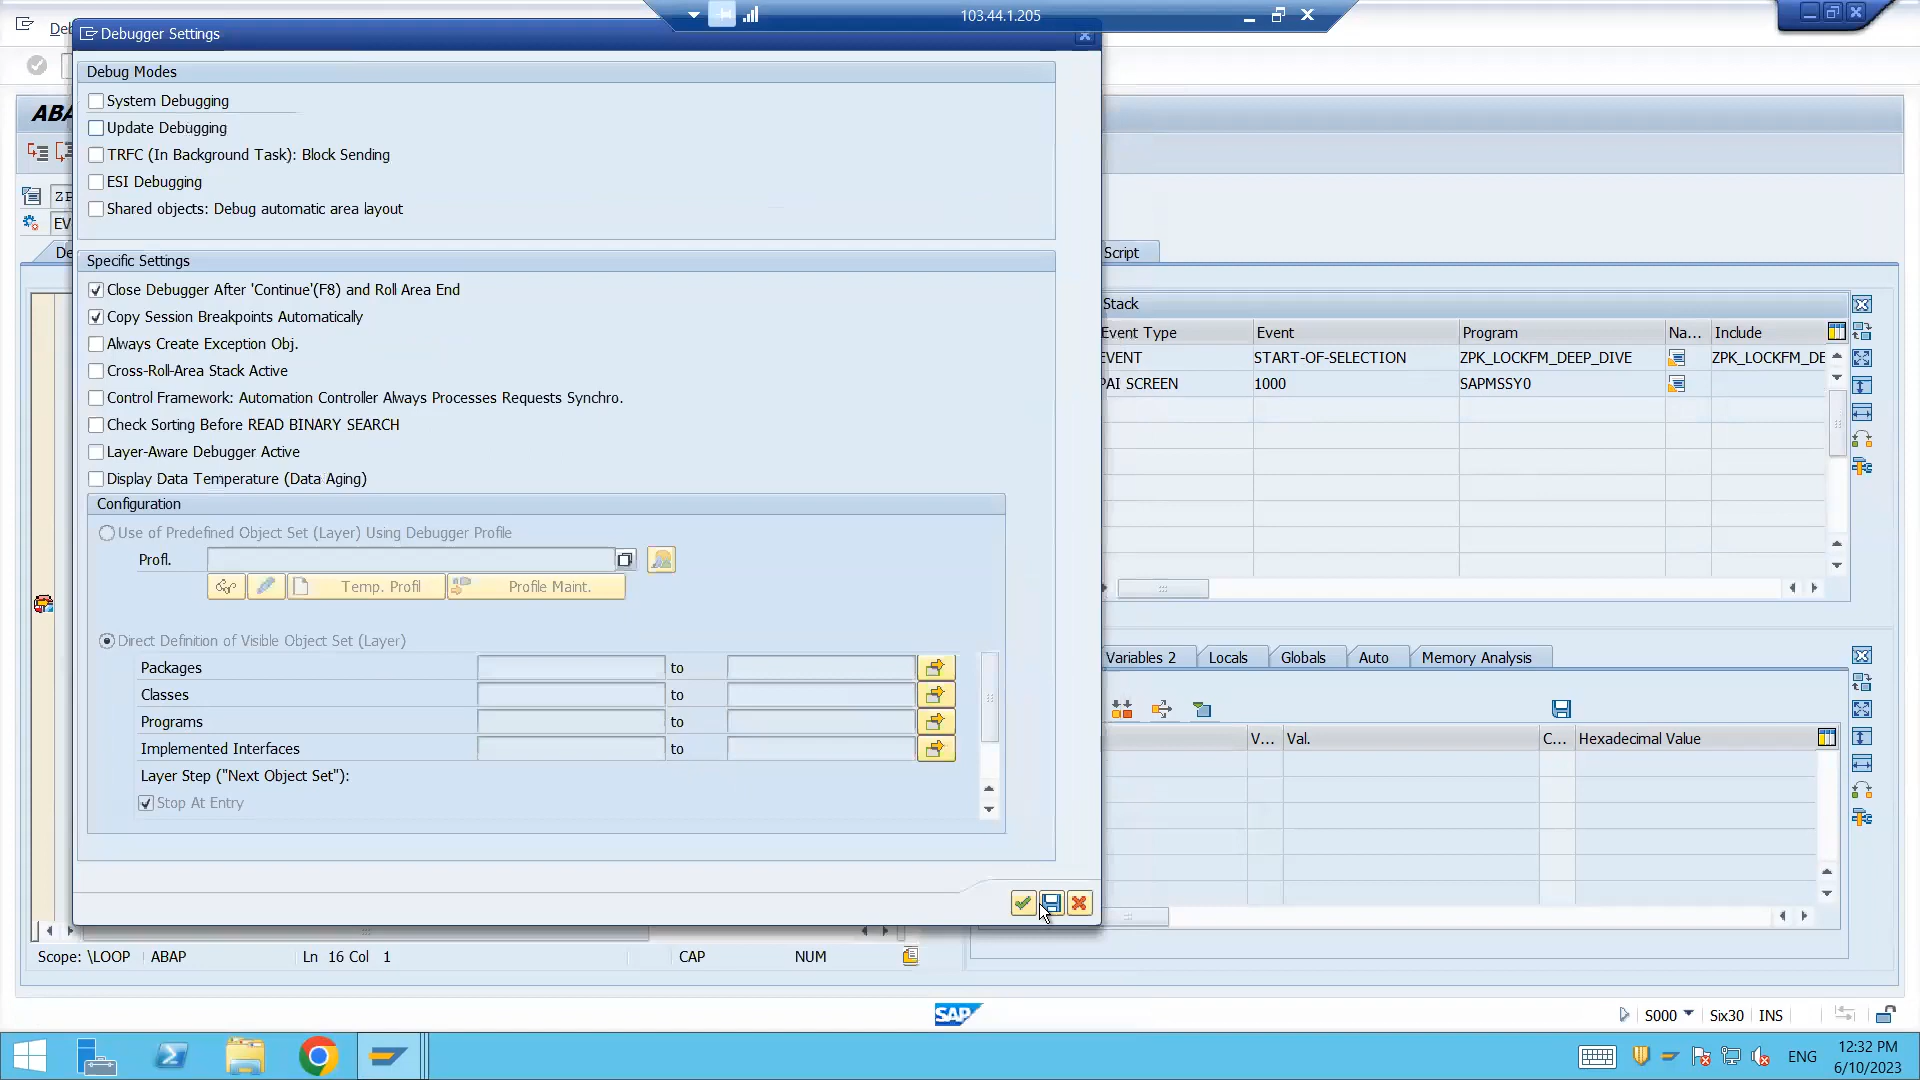 103.44.1.205
Debugger Settings
Debug Modes
System Debugging
Update Debugging
TRFC (In Background Task): Block Sending
ESI Debugging
Shared objects: Debug automatic area layout
Specific Settings
Close Debugger After 'Continue'(F8) and Roll Area End
Copy Session Breakpoints Automatically
Always Create Exception Obj.
Cross-Roll-Area Stack Active
Control Framework: Automation Controller Always Processes Requests Synchro.
Check Sorting Before READ BINARY SEARCH
Layer-Aware Debugger Active
Display Data Temperature (Data Aging)
Configuration
Use of Predefined Object Set (Layer) Using Debugger Profile
Profl.
Temp. Profil Profile Maint.
Direct Definition of Visible Object Set (Layer)
Packages to
Classes to
Programs to
Implemented Interfaces to
Layer Step ("Next Object Set"):
Stop At Entry
De
ABA
ZP
EV
De
Script
Stack
Event Type Event Program Na... Include
EVENT START-OF-SELECTION ZPK_LOCKFM_DEEP_DIVE ZPK_LOCKFM_DE
PAI SCREEN 1000 SAPMSSY0
Variables 2 Locals Globals Auto Memory Analysis
V... Val. C... Hexadecimal Value
Scope: \LOOP ABAP Ln 16 Col 1 CAP NUM
SAP
S000 Six30 INS
ENG
12:32 PM
6/10/2023